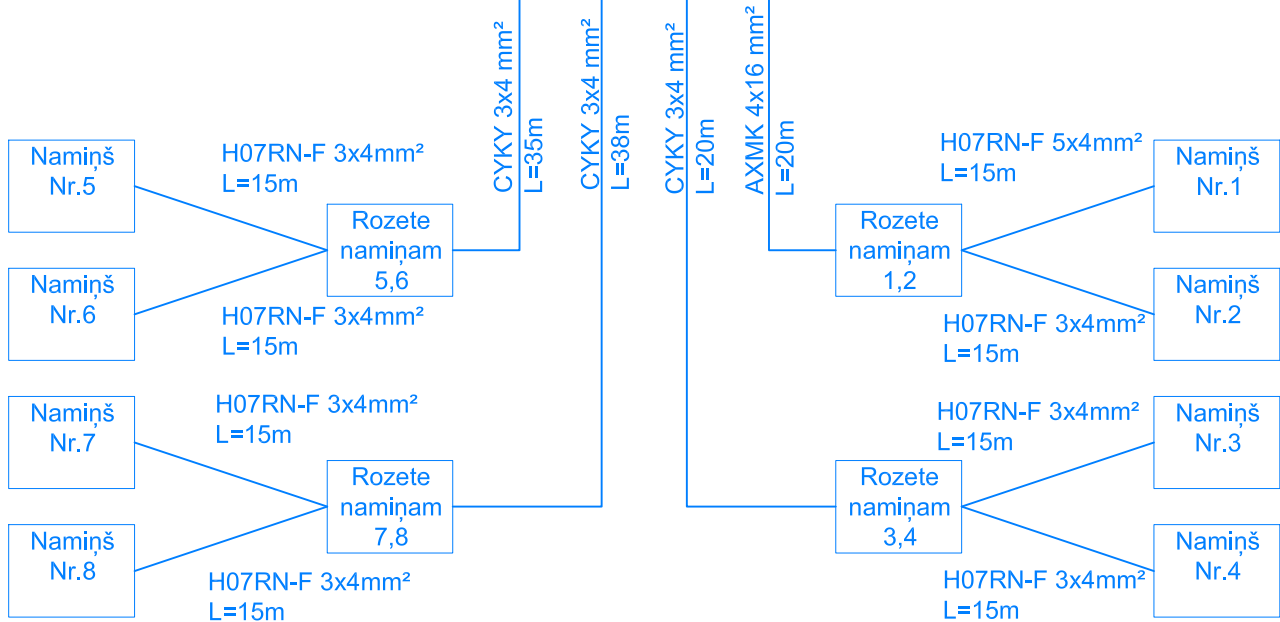 CYKY 3x4 mm²
L=35m
CYKY 3x4 mm²
L=38m
CYKY 3x4 mm²
L=20m
AXMK 4x16 mm²
L=20m
Namiņš
Nr.5
H07RN-F 3x4mm²
L=15m
Rozete
namiņam
5,6
Namiņš
Nr.6
H07RN-F 3x4mm²
L=15m
Namiņš
Nr.7
H07RN-F 3x4mm²
L=15m
Rozete
namiņam
7,8
Namiņš
Nr.8
H07RN-F 3x4mm²
L=15m
H07RN-F 5x4mm²
L=15m
Namiņš
Nr.1
Rozete
namiņam
1,2
Namiņš
Nr.2
H07RN-F 3x4mm²
L=15m
H07RN-F 3x4mm²
L=15m
Namiņš
Nr.3
Rozete
namiņam
3,4
Namiņš
Nr.4
H07RN-F 3x4mm²
L=15m